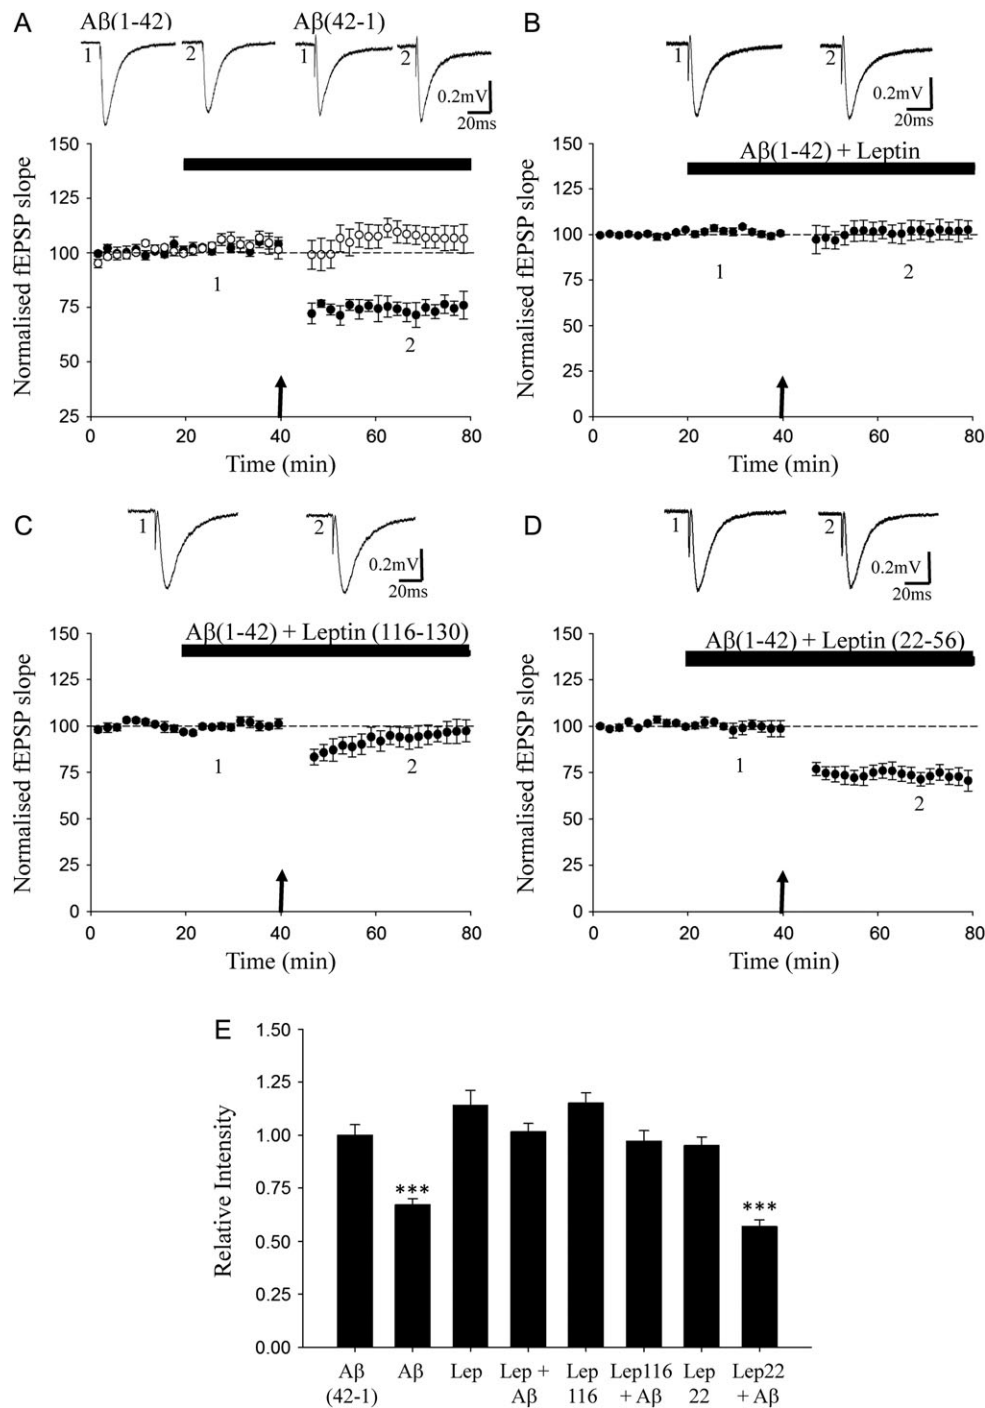 A
Aβ(1-42)
Aβ(42-1)
1
2
1
2
0.2mV
20ms
Normalised fEPSP slope
150
125
100
75
50
25
1
2
0
20
40
60
80
Time (min)
B
1
2
0.2mV
20ms
Aβ(1-42) + Leptin
Normalised fEPSP slope
150
125
100
75
50
25
0
1
2
0
20
40
60
80
Time (min)
C
1
2
0.2mV
20ms
Aβ(1-42) + Leptin (116-130)
Normalised fEPSP slope
150
125
100
75
50
25
0
1
2
0
20
40
60
80
Time (min)
D
1
2
0.2mV
20ms
Aβ(1-42) + Leptin (22-56)
Normalised fEPSP slope
150
125
100
75
50
25
0
1
2
0
20
40
60
80
Time (min)
E
Relative Intensity
1.50
1.25
1.00
0.75
0.50
0.25
0.00
***
***
Aβ
(42-1)
Aβ
Lep
Lep +
Aβ
Lep
116
Lep116
+ Aβ
Lep
22
Lep22
+ Aβ